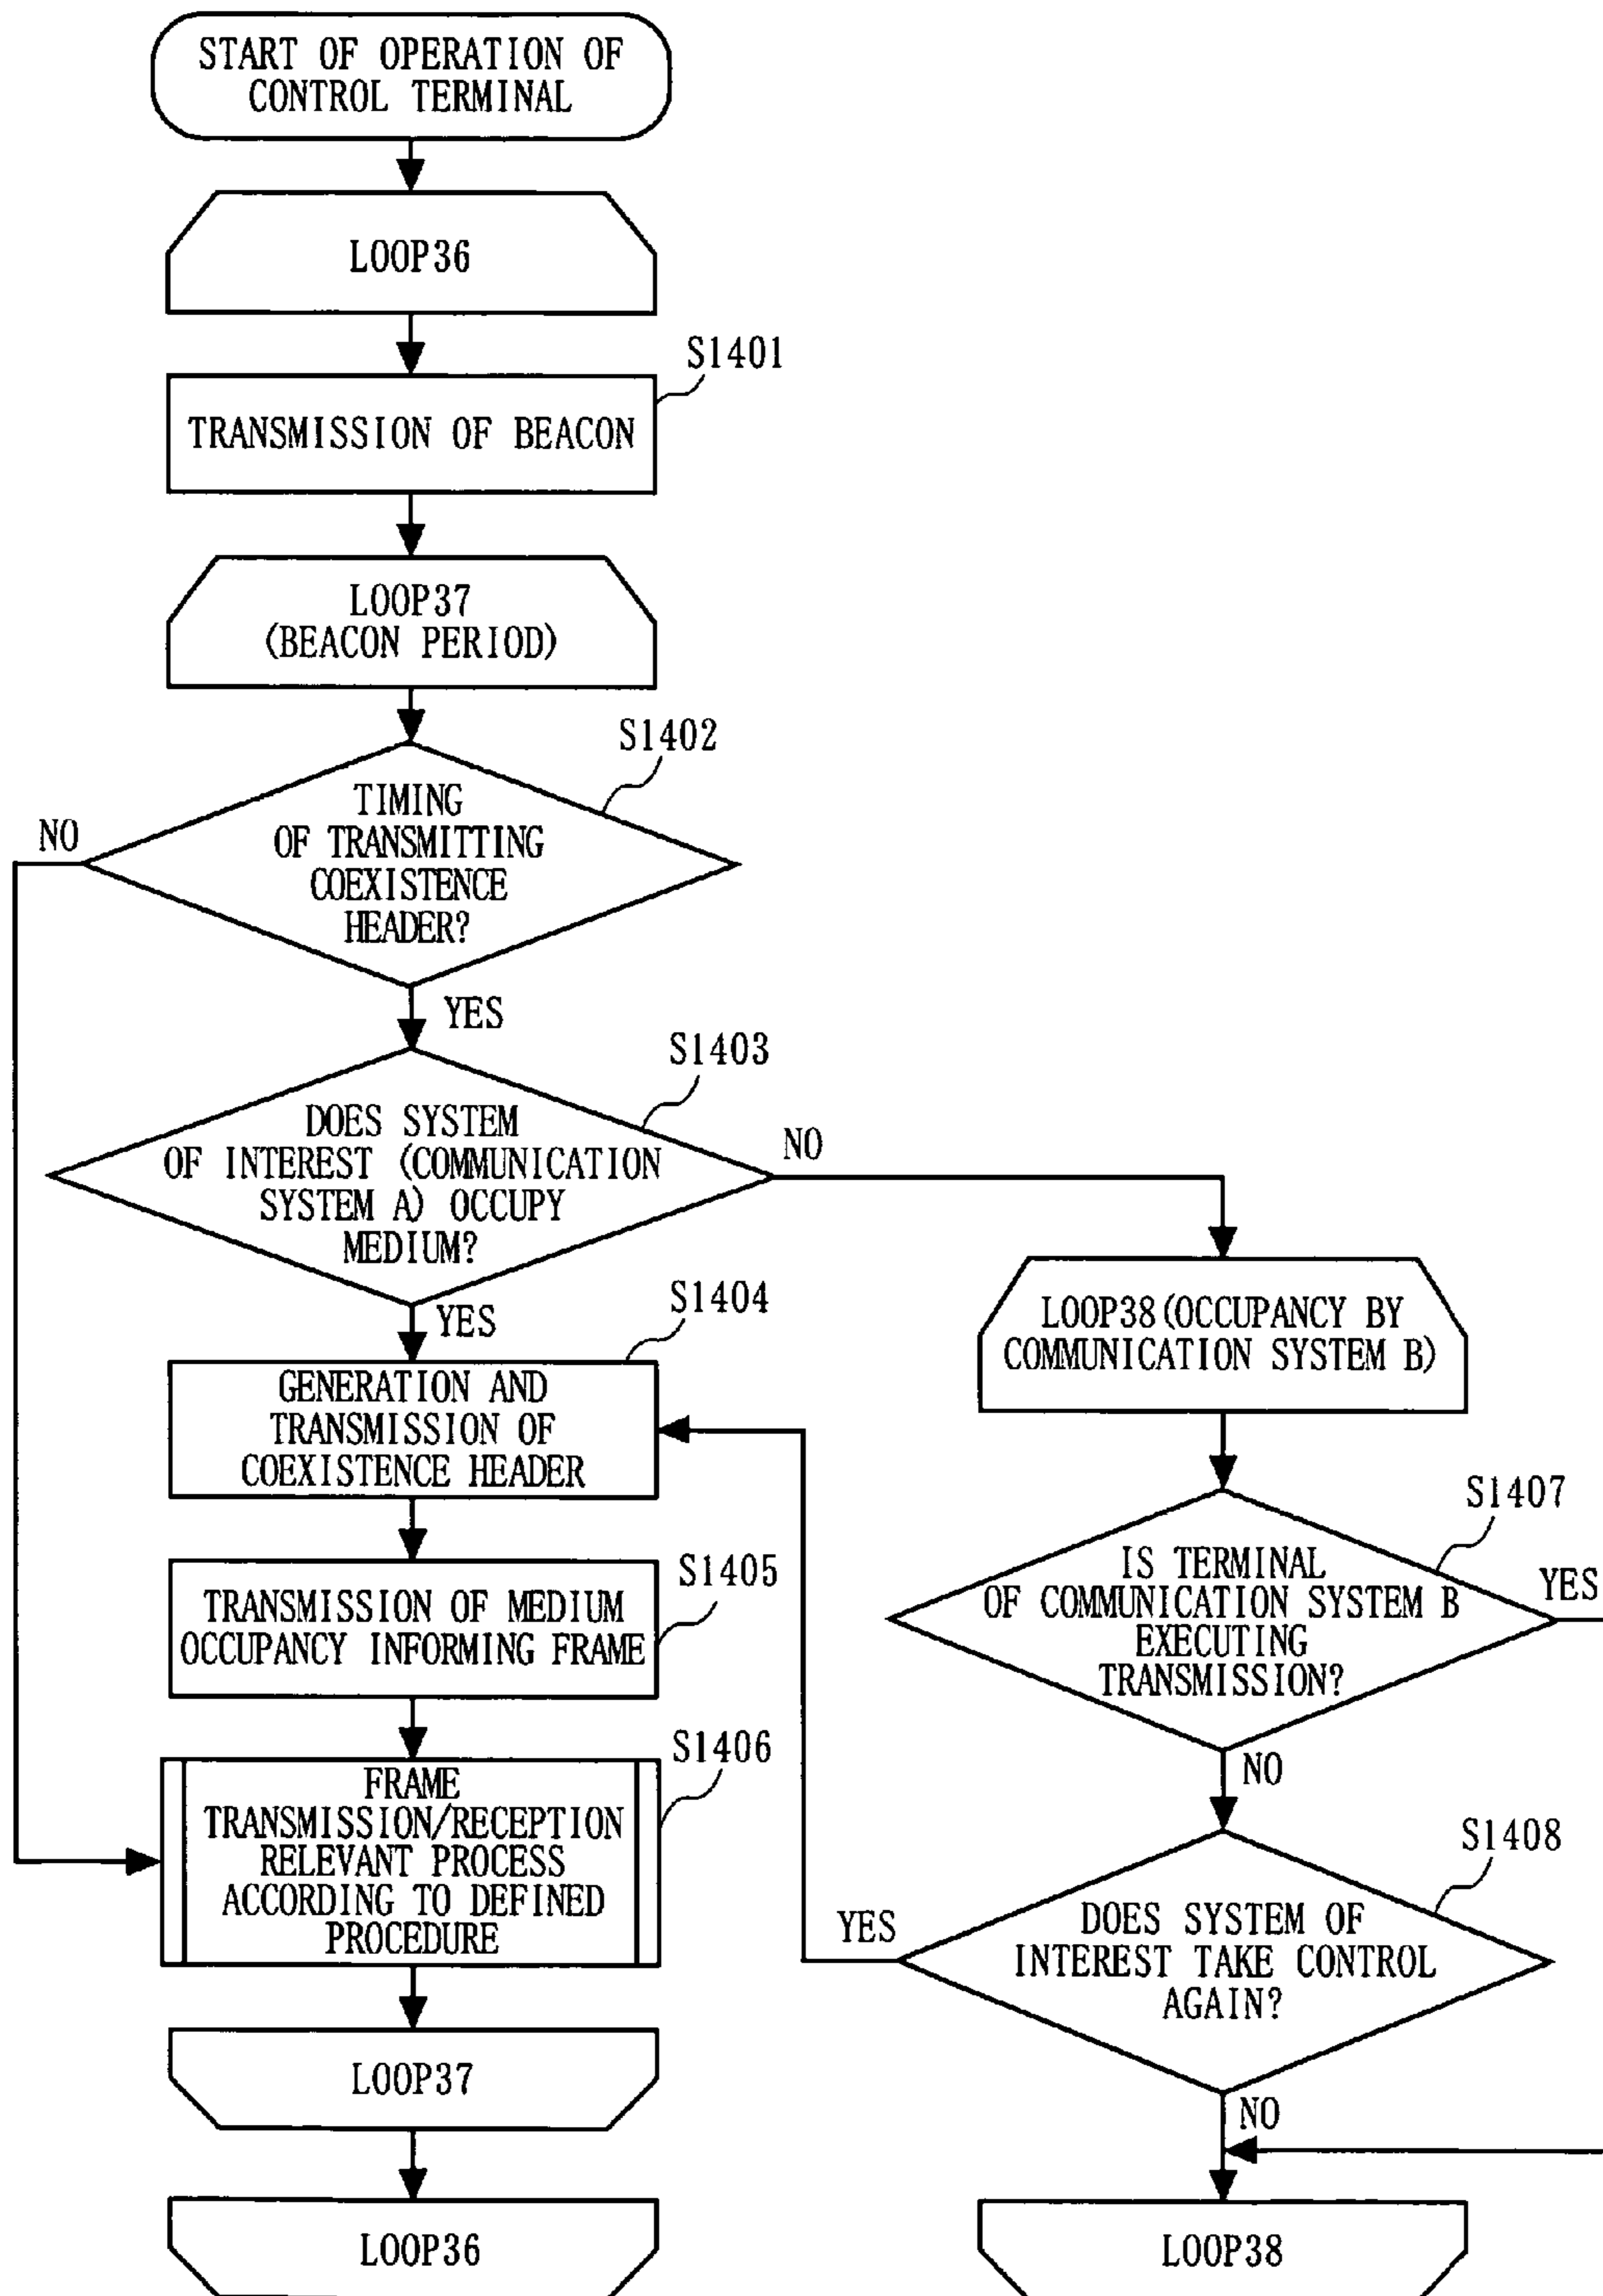 START OF OPERATION OF
CONTROL TERMINAL
LOOP36
S1401
TRANSMISSION OF BEACON
LOOP37
(BEACON PERIOD)
S1402
TIMING
OF TRANSMITTING
COEXISTENCE
HEADER?
NO
YES
S1403
DOES SYSTEM
OF INTEREST (COMMUNICATION
SYSTEM A) OCCUPY
MEDIUM?
NO
YES
S1404
GENERATION AND
TRANSMISSION OF
COEXISTENCE HEADER
S1405
TRANSMISSION OF MEDIUM
OCCUPANCY INFORMING FRAME
S1406
FRAME
TRANSMISSION/RECEPTION
RELEVANT PROCESS
ACCORDING TO DEFINED
PROCEDURE
LOOP37
LOOP36
LOOP38(OCCUPANCY BY
COMMUNICATION SYSTEM B)
S1407
IS TERMINAL
OF COMMUNICATION SYSTEM B
EXECUTING
TRANSMISSION?
YES
NO
S1408
DOES SYSTEM OF
INTEREST TAKE CONTROL
AGAIN?
YES
NO
LOOP38